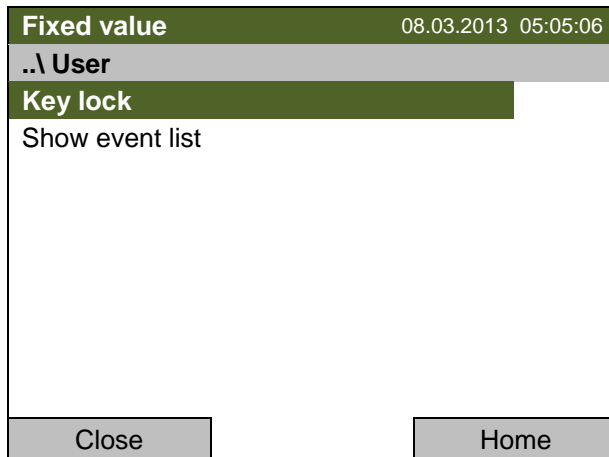 Fixed value 08.03.2013 05:05:06
..\ User
Key lock
Show event list
Close Home